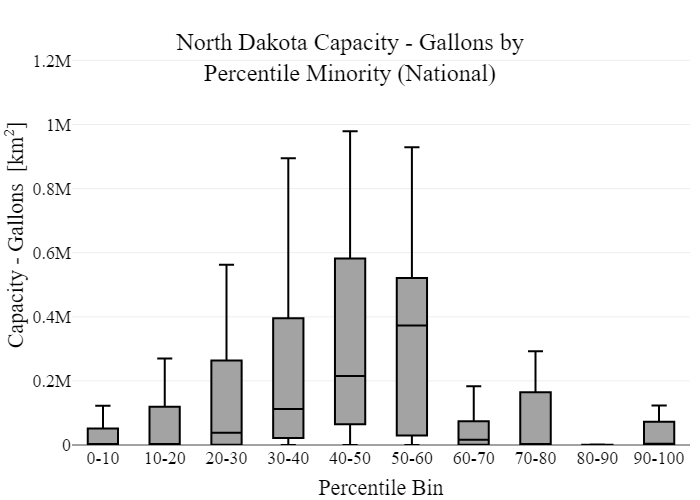 North Dakota Capacity - Gallons by
Percentile Minority (National)
Capacity - Gallons [km²]
1.2M
1M
0.8M
0.6M
0.4M
0.2M
0
0-10 10-20 20-30 30-40 40-50 50-60 60-70 70-80 80-90 90-100
Percentile Bin